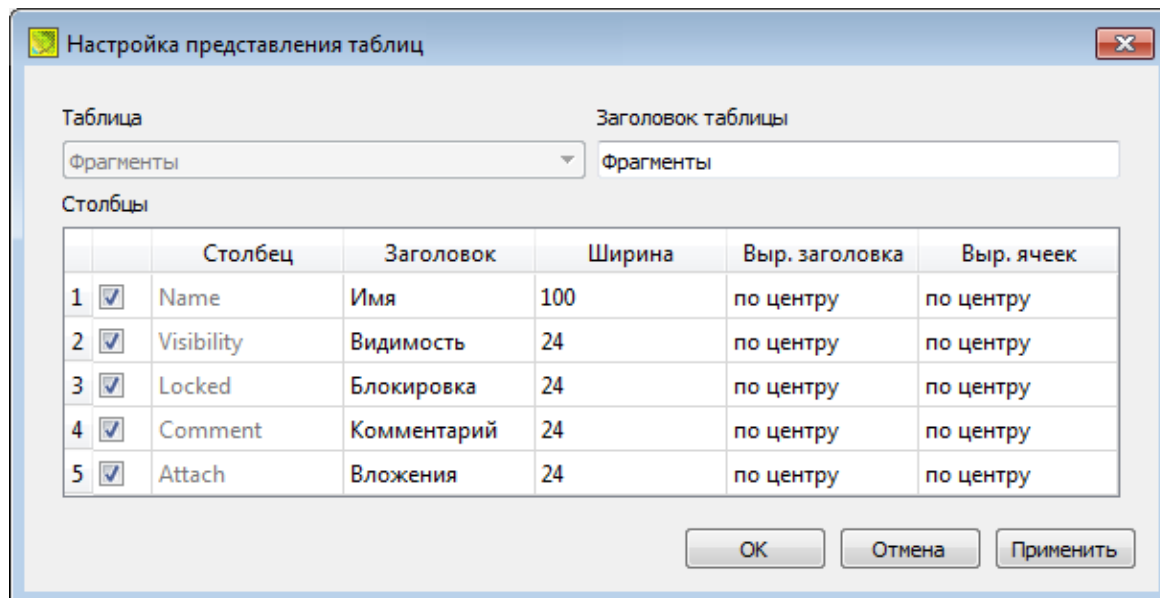 Настройка представления таблиц
Таблица Заголовок таблицы
Фрагменты Фрагменты
Столбцы
Столбец Заголовок Ширина Выр. заголовка Выр. ячеек
1 Name Имя 100 по центру по центру
2 Visibility Видимость 24 по центру по центру
3 Locked Блокировка 24 по центру по центру
4 Comment Комментарий 24 по центру по центру
5 Attach Вложения 24 по центру по центру
OK Отмена Применить